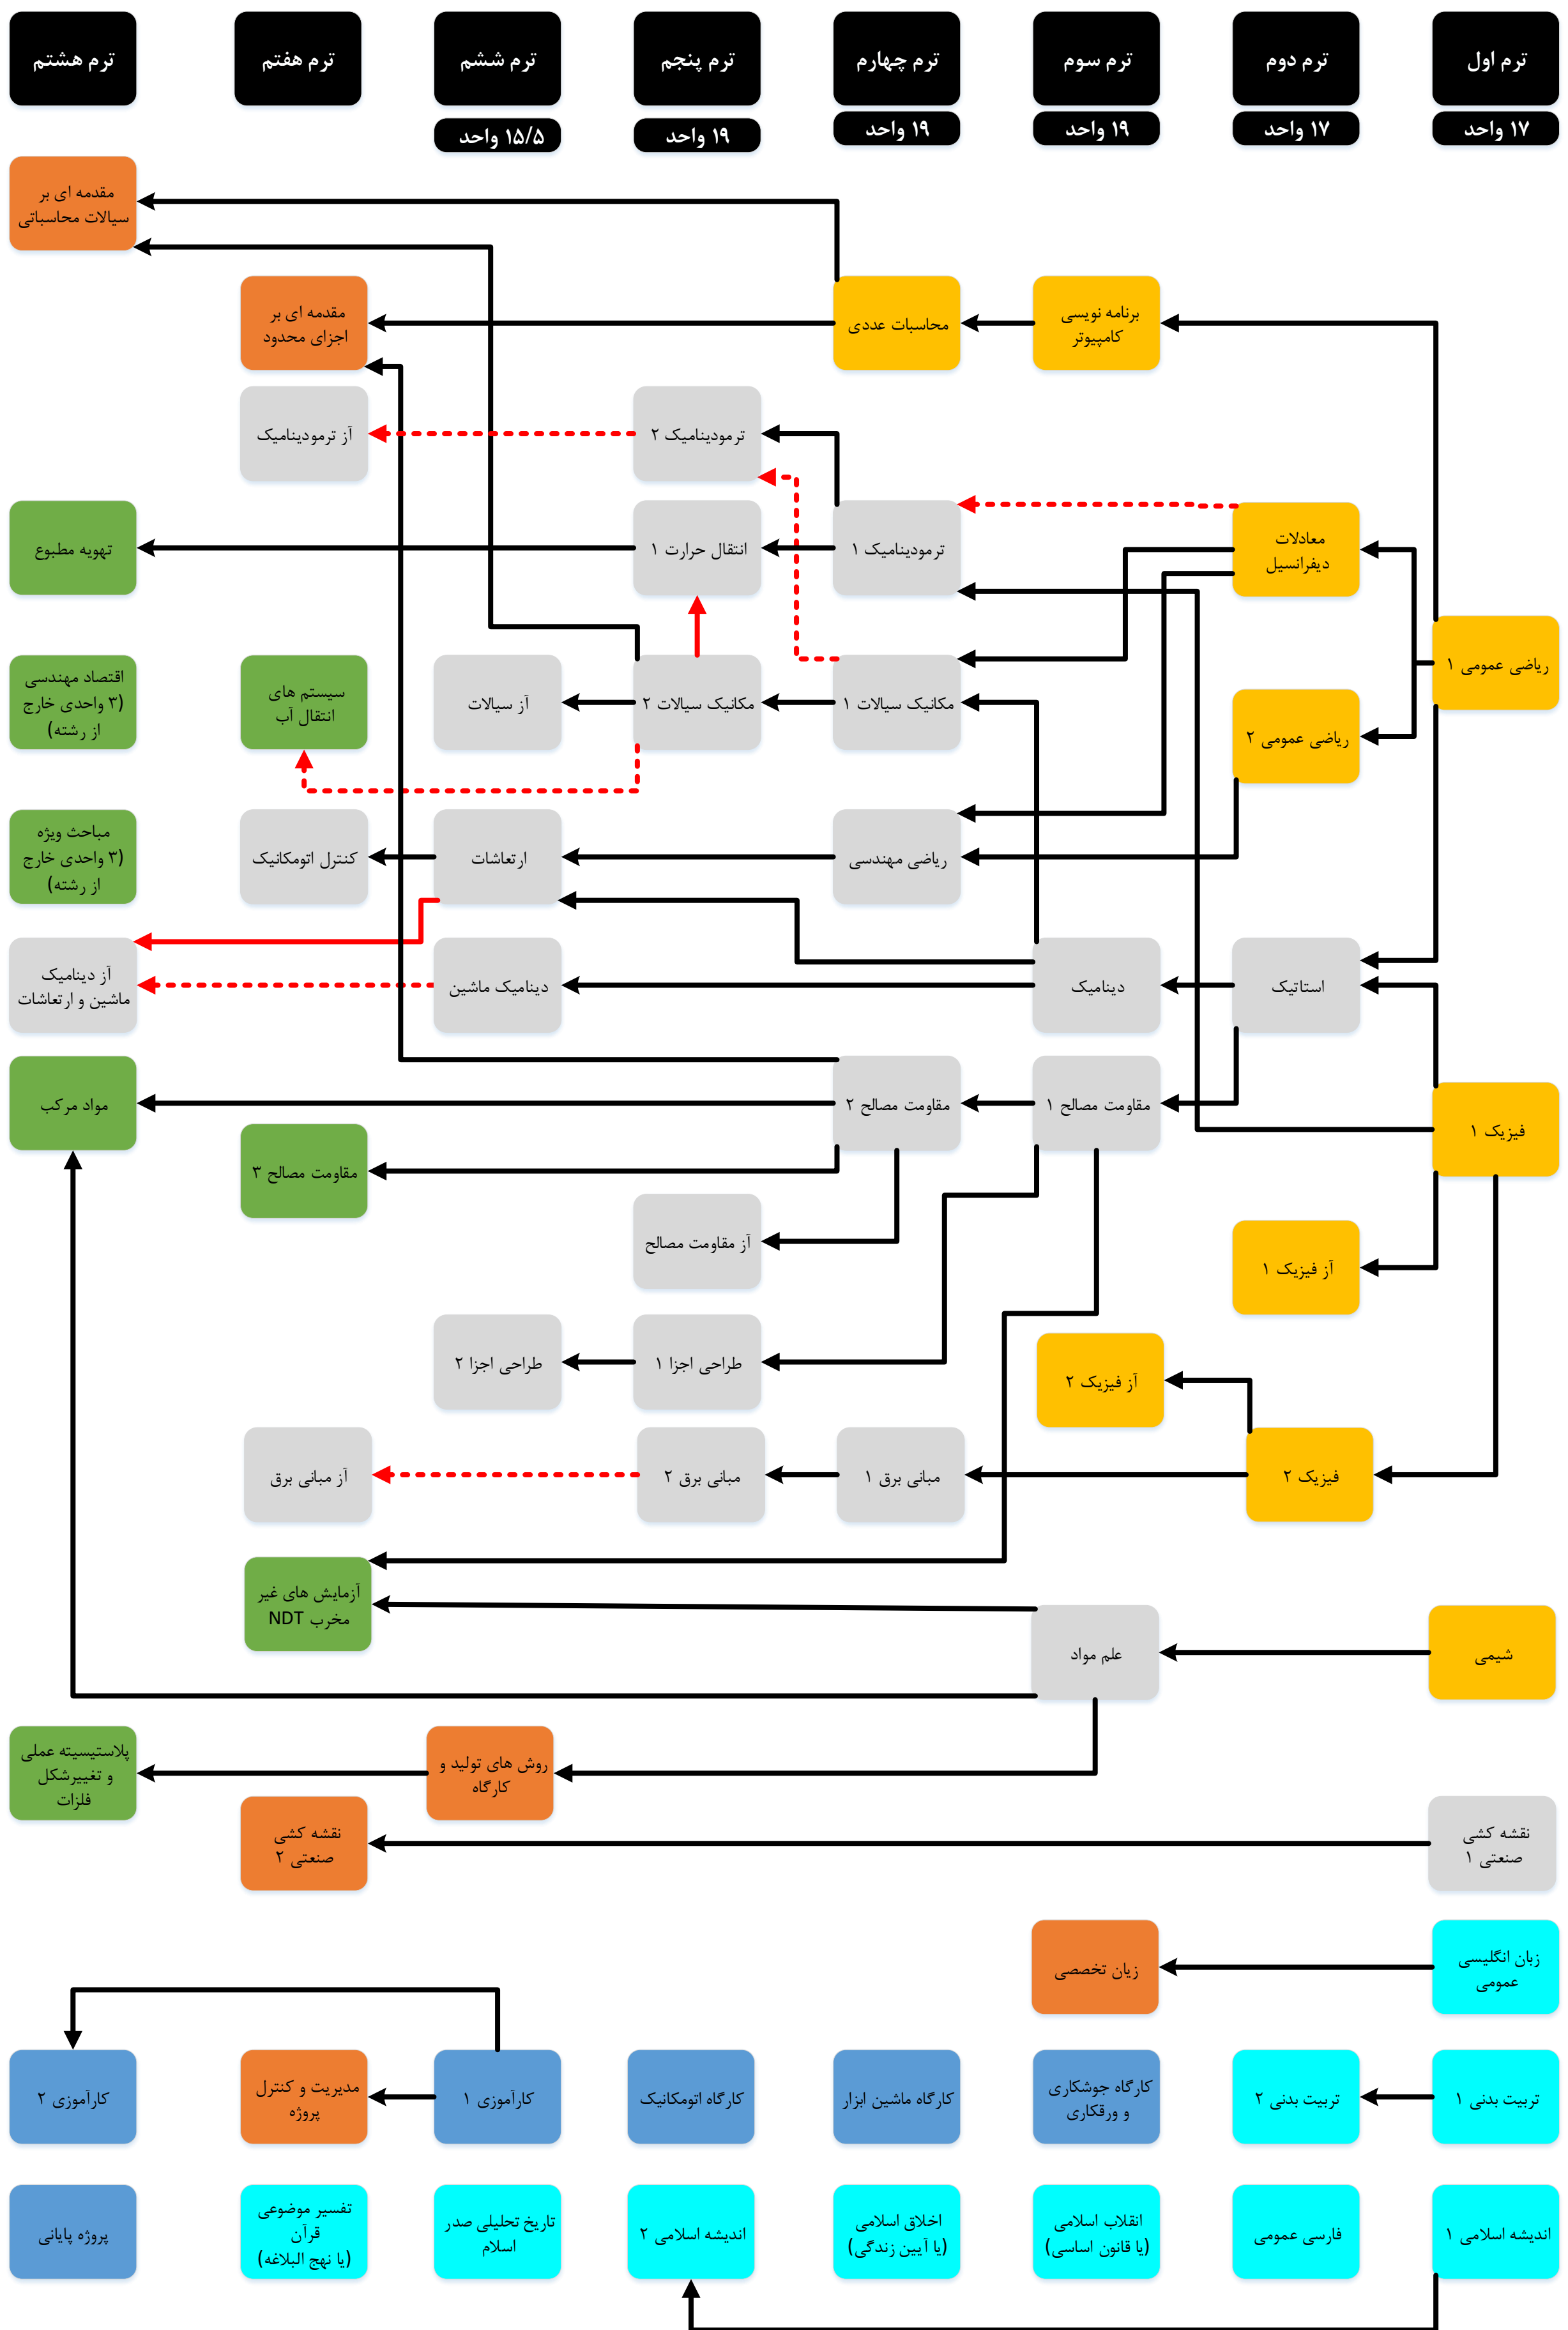 ترم اول
ترم دوم
ترم سوم
ترم چهارم
ترم پنجم
ترم ششم
ترم هفتم
ترم هشتم
۱۷ واحد
۱۷ واحد
۱۹ واحد
۱۹ واحد
۱۹ واحد
۱۵/۵ واحد
مقدمه ای بر
سیالات محاسباتی
برنامه نویسی
کامپیوتر
محاسبات عددی
مقدمه ای بر
اجزای محدود
ترمودینامیک ۲
آز ترمودینامیک
معادلات
دیفرانسیل
ترمودینامیک ۱
انتقال حرارت ۱
تهویه مطبوع
ریاضی عمومی ۱
ریاضی عمومی ۲
مکانیک سیالات ۱
مکانیک سیالات ۲
آز سیالات
سیستم های
انتقال آب
اقتصاد مهندسی
(۳ واحدی خارج
از رشته)
ریاضی مهندسی
ارتعاشات
کنترل اتومکانیک
مباحث ویژه
(۳ واحدی خارج
از رشته)
استاتیک
دینامیک
دینامیک ماشین
آز دینامیک
ماشین و ارتعاشات
فیزیک ۱
مقاومت مصالح ۱
مقاومت مصالح ۲
مواد مرکب
مقاومت مصالح ۳
آز مقاومت مصالح
آز فیزیک ۱
طراحی اجزا ۱
طراحی اجزا ۲
آز فیزیک ۲
فیزیک ۲
مبانی برق ۱
مبانی برق ۲
آز مبانی برق
آزمایش های غیر
مخرب NDT
شیمی
علم مواد
روش های تولید و
کارگاه
پلاستیسیته عملی
و تغییرشکل
فلزات
نقشه کشی
صنعتی ۱
نقشه کشی
صنعتی ۲
زبان انگلیسی
عمومی
زبان تخصصی
تربیت بدنی ۱
تربیت بدنی ۲
کارگاه جوشکاری
و ورقکاری
کارگاه ماشین ابزار
کارگاه اتومکانیک
کارآموزی ۱
مدیریت و کنترل
پروژه
کارآموزی ۲
اندیشه اسلامی ۱
فارسی عمومی
انقلاب اسلامی
(یا قانون اساسی)
اخلاق اسلامی
(یا آیین زندگی)
اندیشه اسلامی ۲
تاریخ تحلیلی صدر
اسلام
تفسیر موضوعی
قرآن
(یا نهج البلاغه)
پروژه پایانی